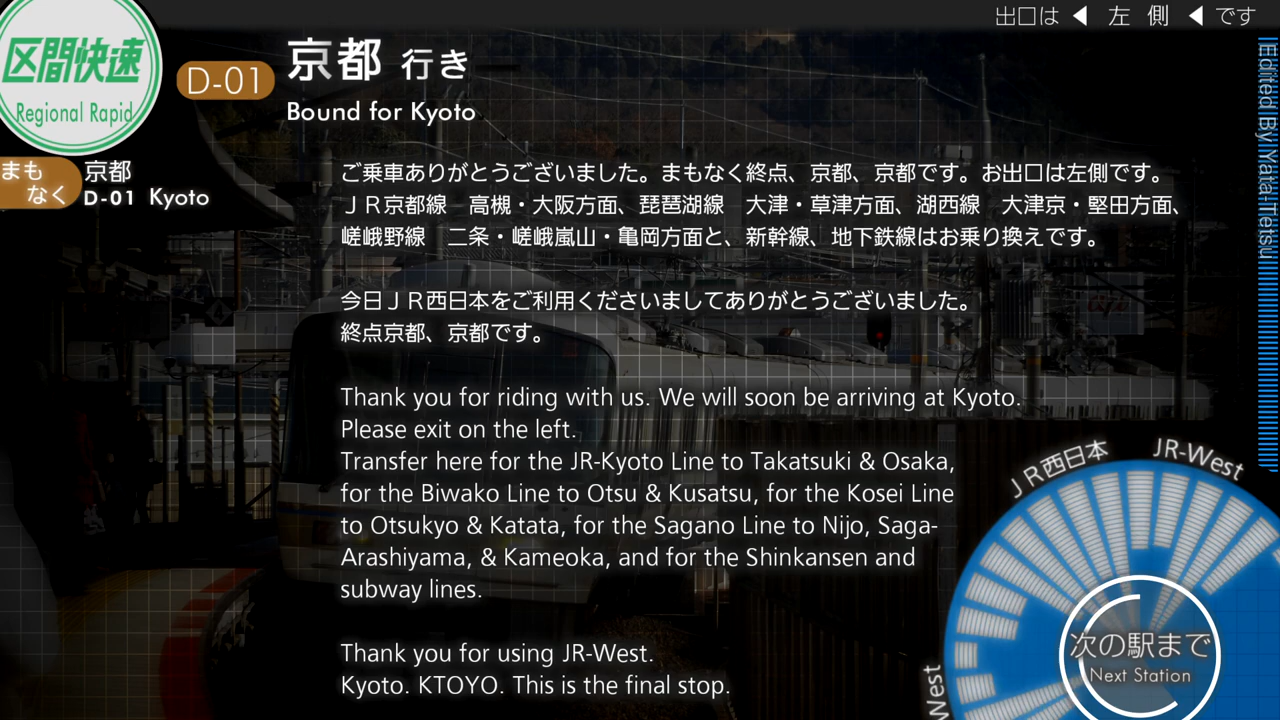 出口は ◀ 左 側 ◀ です
区間快速
Regional Rapid
D-01
京都 行き
Bound for Kyoto
まもなく
京都
D-01 Kyoto
ご乗車ありがとうございました。まもなく終点、京都、京都です。お出口は左側です。
ＪＲ京都線　高槻・大阪方面、琵琶湖線　大津・草津方面、湖西線　大津京・堅田方面、
嵯峨野線　二条・嵯峨嵐山・亀岡方面と、新幹線、地下鉄線はお乗り換えです。
今日ＪＲ西日本をご利用くださいましてありがとうございました。
終点京都、京都です。
Thank you for riding with us. We will soon be arriving at Kyoto.
Please exit on the left.
Transfer here for the JR-Kyoto Line to Takatsuki & Osaka,
for the Biwako Line to Otsu & Kusatsu, for the Kosei Line
to Otsukyo & Katata, for the Sagano Line to Nijo, Saga-
Arashiyama, & Kameoka, and for the Shinkansen and
subway lines.
Thank you for using JR-West.
Kyoto. KTOYO. This is the final stop.
Edited By Yata-Tetsu
ＪＲ西日本
JR-West
West
次の駅まで
Next Station